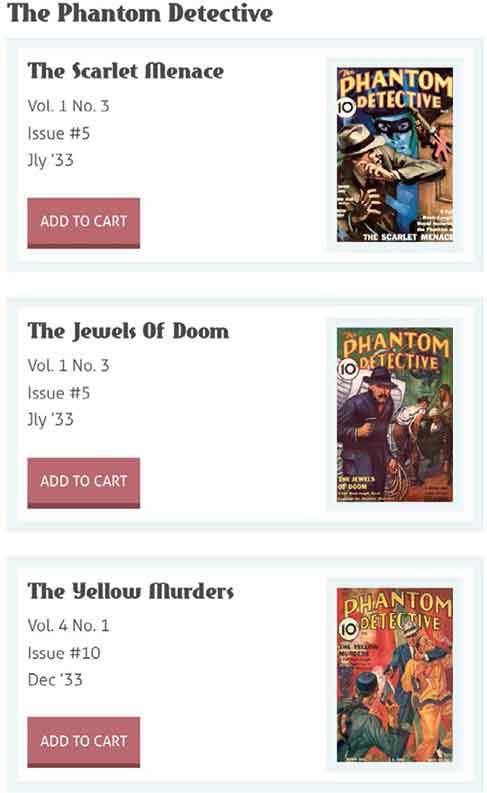 The Phantom Detective
The Scarlet Menace
Vol. 1 No. 3
Issue #5
Jly '33
ADD TO CART
The
PHANTOM
DETECTIVE
10
THE SCARLET MENACE
The Jewels Of Doom
Vol. 1 No. 3
Issue #5
Jly '33
ADD TO CART
The
PHANTOM
DETECTIVE
10
THE JEWELS
OF DOOM
The Yellow Murders
Vol. 4 No. 1
Issue #10
Dec '33
ADD TO CART
The
PHANTOM
DETECTIVE
10
THE YELLOW
MURDERS